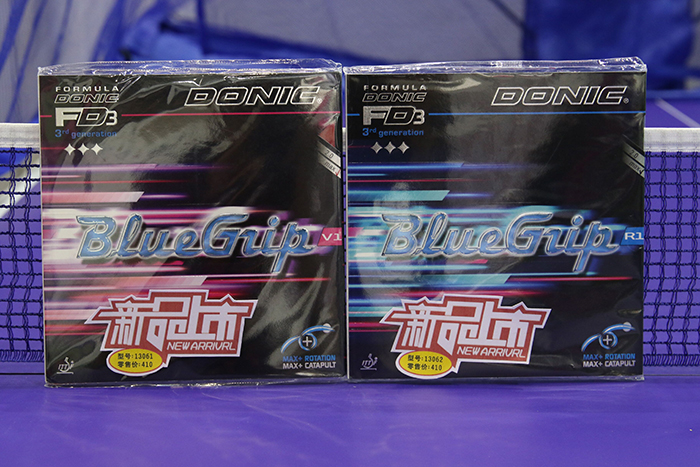 FORMULA
DONIC
FD3
3rd generation
DONIC
BlueGrip V1
新品上市
NEW ARRIVAL
型号:13061
零售价:410
MAX+ ROTATION
MAX+ CATAPULT
FORMULA
DONIC
FD3
3rd generation
DONIC®
BlueGrip R1
新品上市
NEW ARRIVAL
型号:13062
零售价:410
MAX+ ROTATION
MAX+ CATAPULT